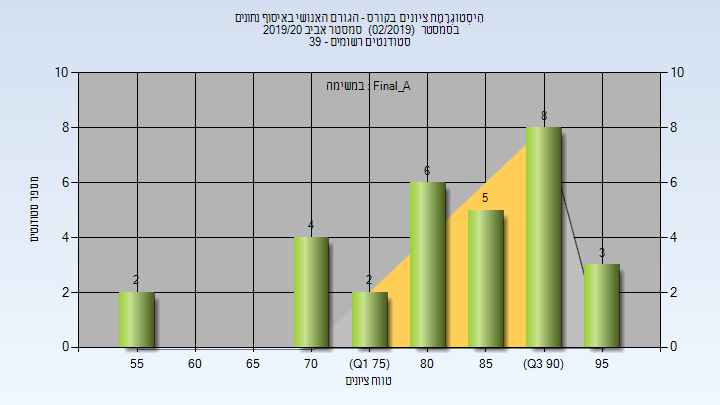 היסטוגרמת ציונים בקורס - הגורם האנושי באיסוף נתונים
בסמסטר (02/2019) סמסטר אביב 2019/20
סטודנטים רשומים - 39
במשימה : Final_A
10 10
8 8
6 6
4 4
2 2
0 0
2 4 2 6 5 8 3
55 60 65 70 (Q1 75) 80 85 (Q3 90) 95
טווח ציונים
מספר סטודנטים